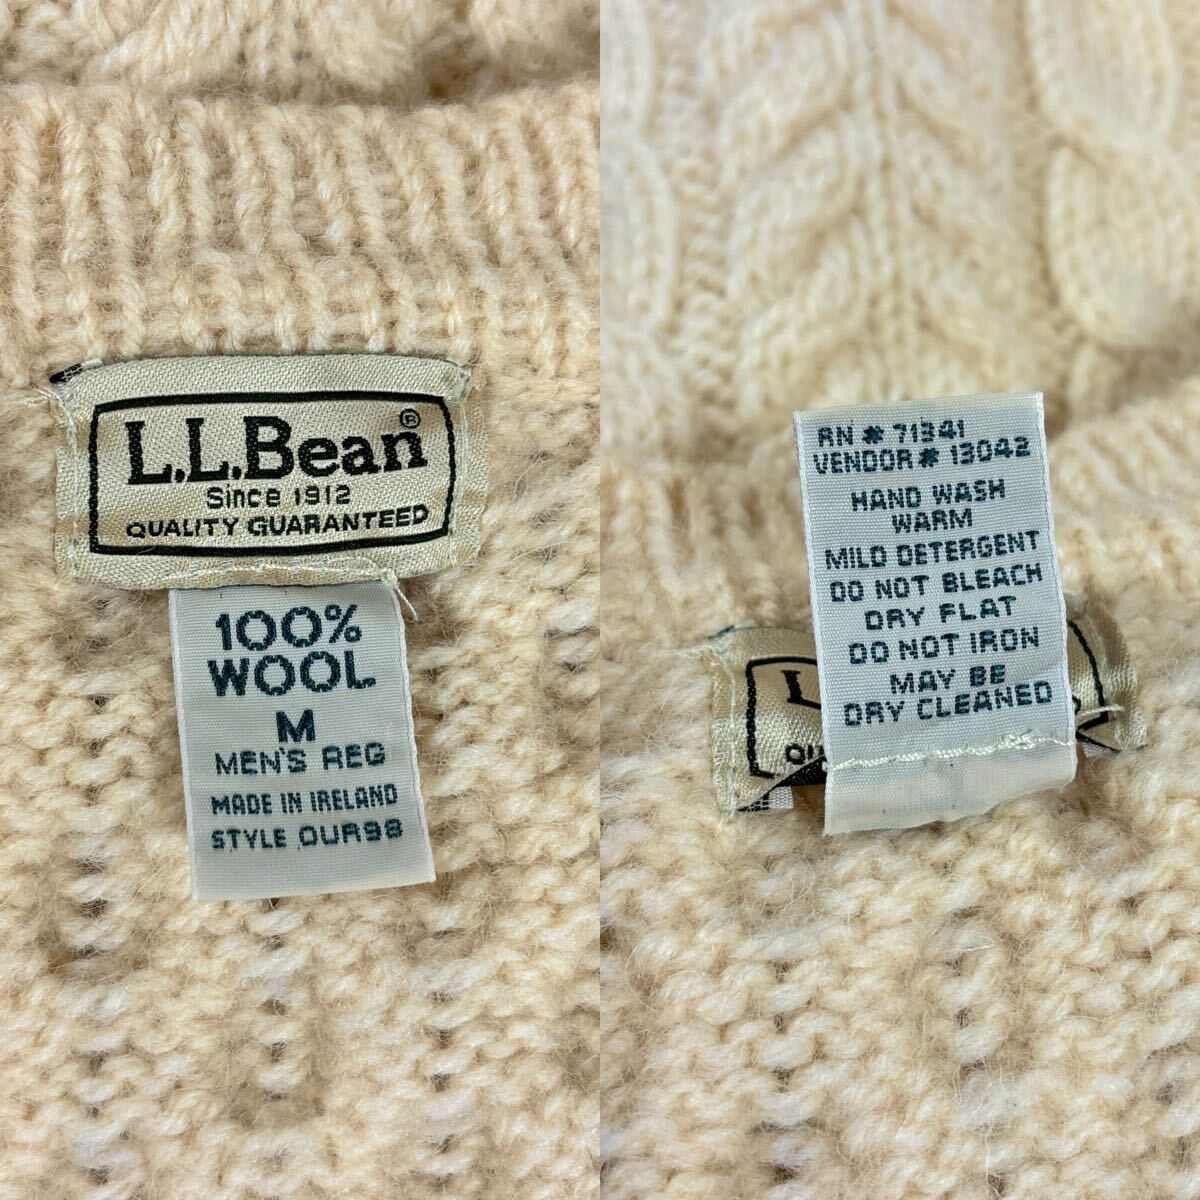 L.L.Bean®
Since 1912
QUALITY GUARANTEED
100%
WOOL
M
MEN'S REG
MADE IN IRELAND
STYLE OUR98
RN # 71341
VENDOR # 13042
HAND WASH
WARM
MILD DETERGENT
DO NOT BLEACH
DRY FLAT
DO NOT IRON
MAY BE
DRY CLEANED